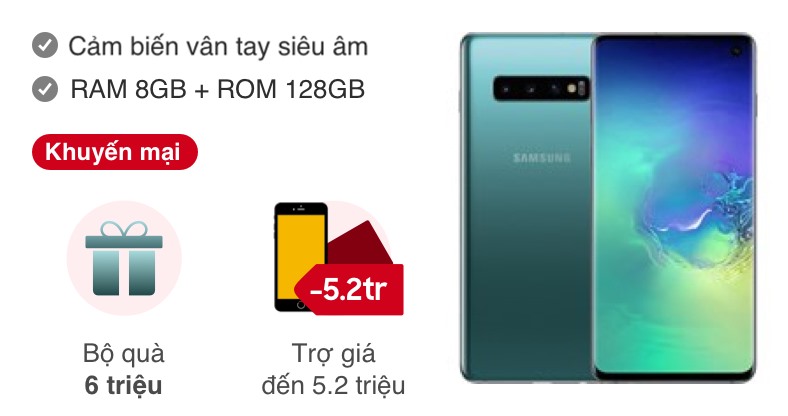 Cảm biến vân tay siêu âm
RAM 8GB + ROM 128GB
Khuyến mại
-5.2tr
Bộ quà
6 triệu
Trợ giá
đến 5.2 triệu
SAMSUNG